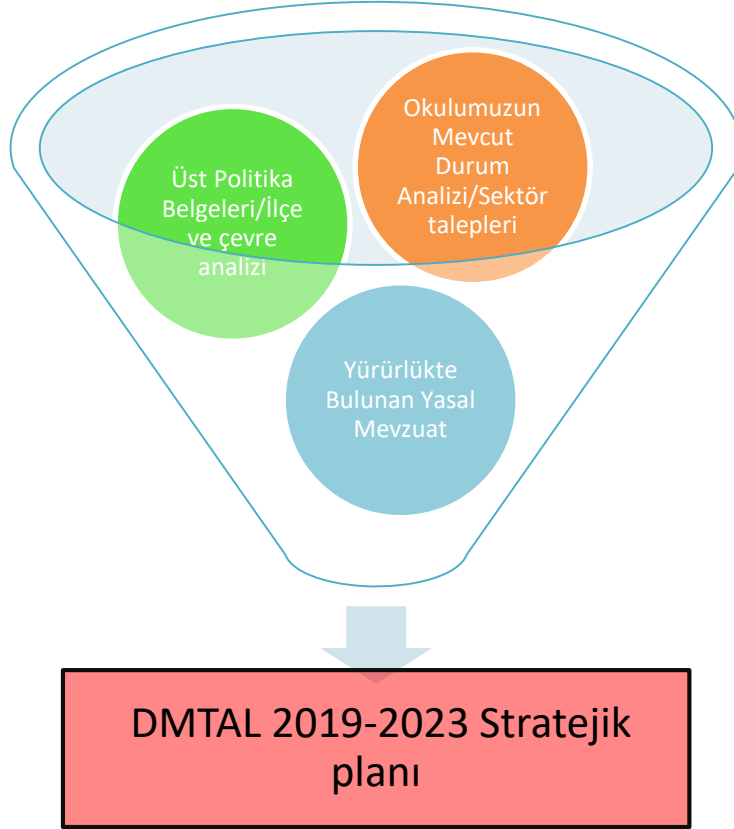 Okulumuzun
Mevcut
Durum
Analizi/Sektör
talepleri
Üst Politika
Belgeleri/İlçe
ve çevre
analizi
Yürürlükte
Bulunan Yasal
Mevzuat
DMTAL 2019-2023 Stratejik
planı